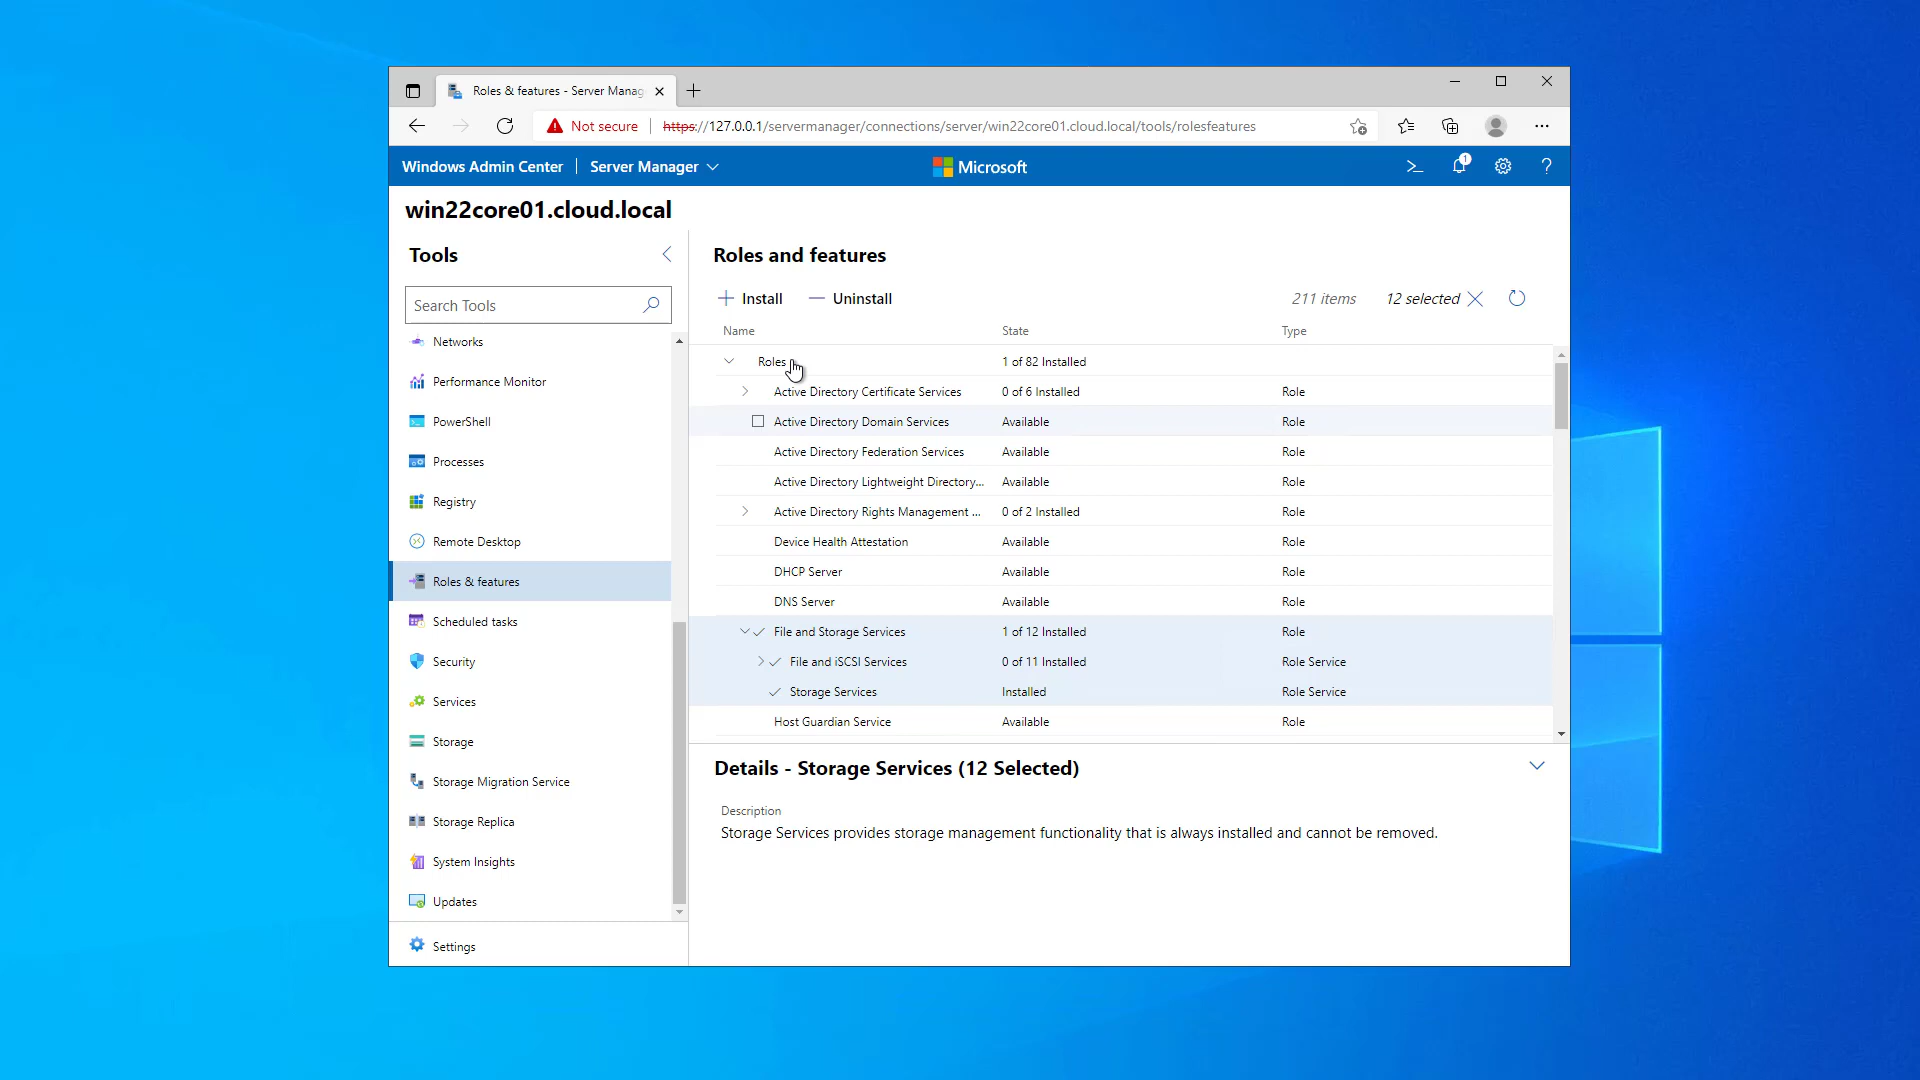 Roles & features - Server Manag
Not secure https://127.0.0.1/servermanager/connections/server/win22core01.cloud.local/tools/rolesfeatures
Windows Admin Center | Server Manager Microsoft 1 ?
win22core01.cloud.local
Tools
Search Tools
Networks
Performance Monitor
PowerShell
Processes
Registry
Remote Desktop
Roles & features
Scheduled tasks
Security
Services
Storage
Storage Migration Service
Storage Replica
System Insights
Updates
Settings
Roles and features
Install Uninstall 211 items 12 selected
Name State Type
Roles 1 of 82 Installed
Active Directory Certificate Services 0 of 6 Installed Role
Active Directory Domain Services Available Role
Active Directory Federation Services Available Role
Active Directory Lightweight Directory... Available Role
Active Directory Rights Management ... 0 of 2 Installed Role
Device Health Attestation Available Role
DHCP Server Available Role
DNS Server Available Role
File and Storage Services 1 of 12 Installed Role
File and iSCSI Services 0 of 11 Installed Role Service
Storage Services Installed Role Service
Host Guardian Service Available Role
Details - Storage Services (12 Selected)
Description
Storage Services provides storage management functionality that is always installed and cannot be removed.